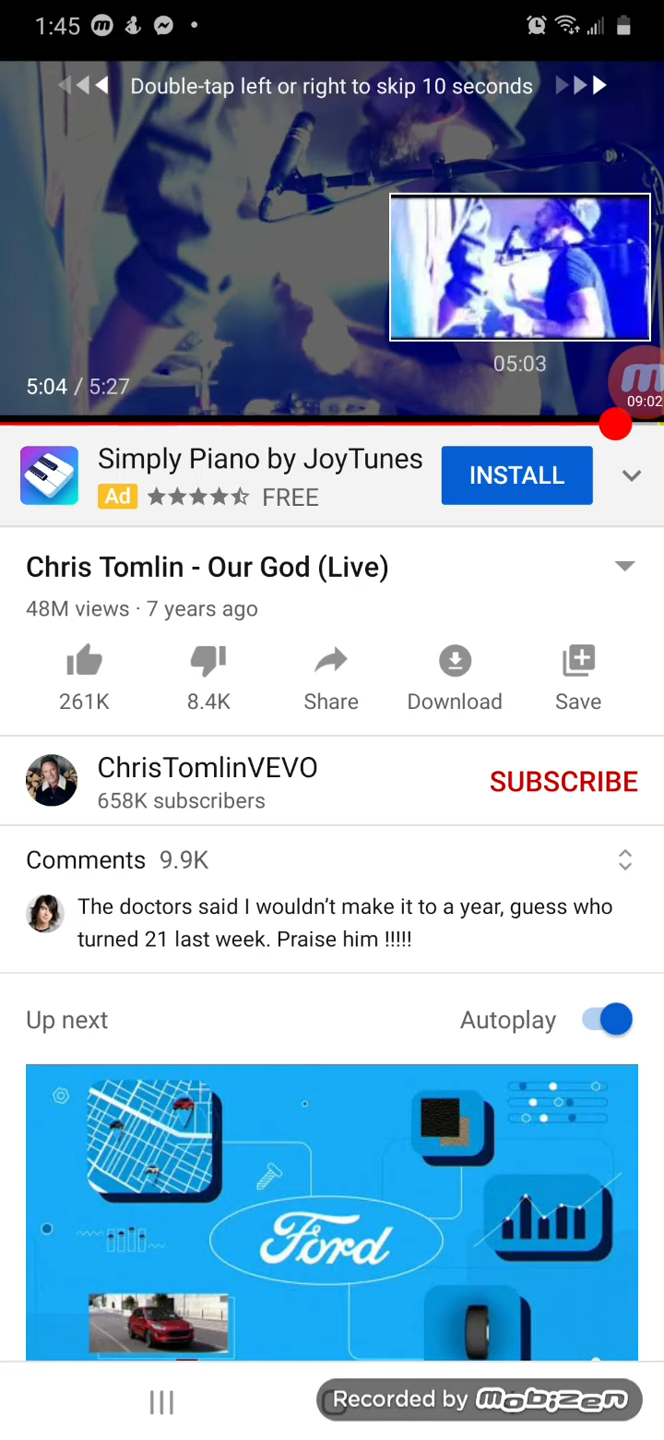 1:45
Double-tap left or right to skip 10 seconds
05:03
5:04 / 5:27
09:02
Simply Piano by JoyTunes
Ad FREE
INSTALL
Chris Tomlin - Our God (Live)
48M views · 7 years ago
261K 8.4K Share Download Save
ChrisTomlinVEVO
658K subscribers
SUBSCRIBE
Comments 9.9K
The doctors said I wouldn’t make it to a year, guess who
turned 21 last week. Praise him !!!!!
Up next Autoplay
Ford
Recorded by mobizen